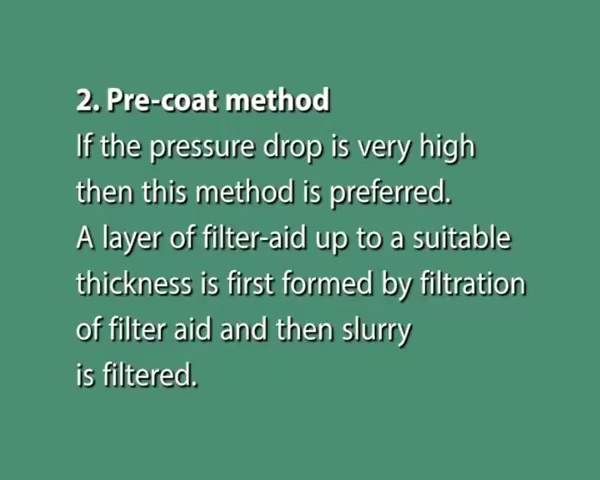 2. Pre-coat method
If the pressure drop is very high
then this method is preferred.
A layer of filter-aid up to a suitable
thickness is first formed by filtration
of filter aid and then slurry
is filtered.